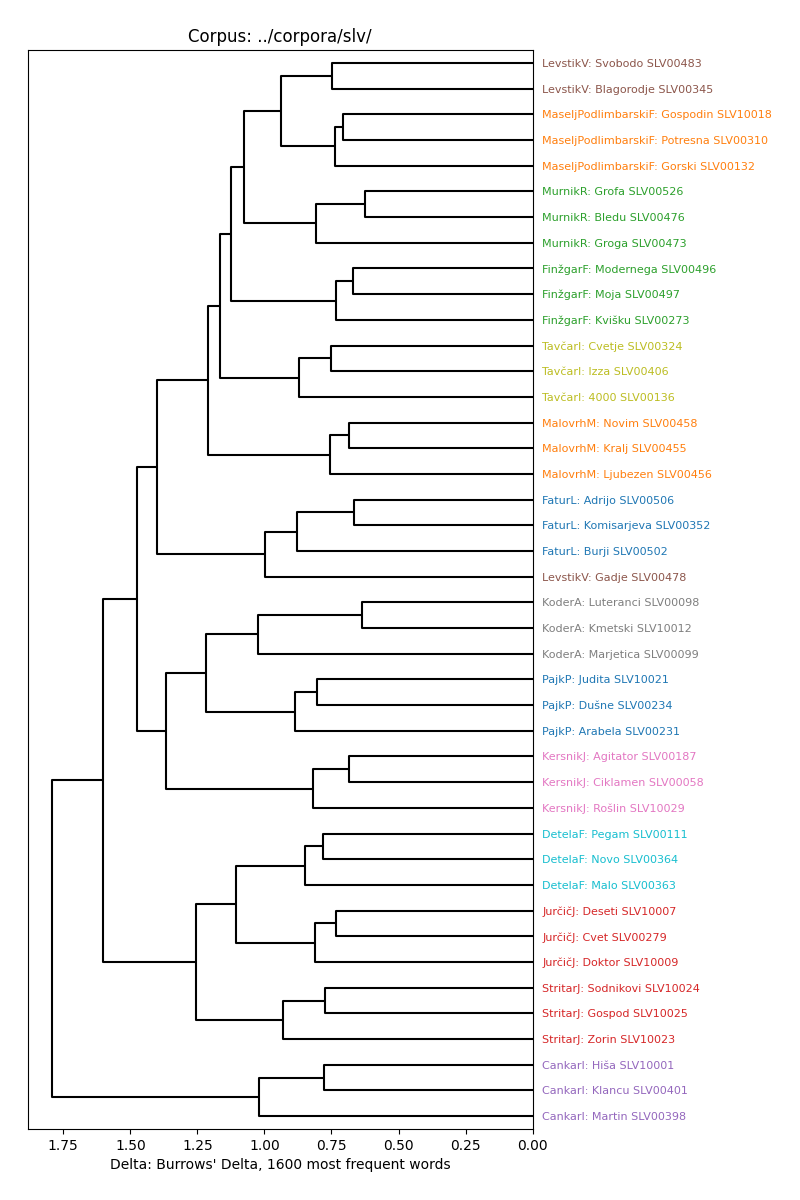 Corpus: ../corpora/slv/
LevstikV: Svobodo SLV00483
LevstikV: Blagorodje SLV00345
MaseljPodlimbarskiF: Gospodin SLV10018
MaseljPodlimbarskiF: Potresna SLV00310
MaseljPodlimbarskiF: Gorski SLV00132
MurnikR: Grofa SLV00526
MurnikR: Bledu SLV00476
MurnikR: Groga SLV00473
FinžgarF: Modernega SLV00496
FinžgarF: Moja SLV00497
FinžgarF: Kvišku SLV00273
TavčarI: Cvetje SLV00324
TavčarI: Izza SLV00406
TavčarI: 4000 SLV00136
MalovrhM: Novim SLV00458
MalovrhM: Kralj SLV00455
MalovrhM: Ljubezen SLV00456
FaturL: Adrijo SLV00506
FaturL: Komisarjeva SLV00352
FaturL: Burji SLV00502
LevstikV: Gadje SLV00478
KoderA: Luteranci SLV00098
KoderA: Kmetski SLV10012
KoderA: Marjetica SLV00099
PajkP: Judita SLV10021
PajkP: Dušne SLV00234
PajkP: Arabela SLV00231
KersnikJ: Agitator SLV00187
KersnikJ: Ciklamen SLV00058
KersnikJ: Rošlin SLV10029
DetelaF: Pegam SLV00111
DetelaF: Novo SLV00364
DetelaF: Malo SLV00363
JurčičJ: Deseti SLV10007
JurčičJ: Cvet SLV00279
JurčičJ: Doktor SLV10009
StritarJ: Sodnikovi SLV10024
StritarJ: Gospod SLV10025
StritarJ: Zorin SLV10023
CankarI: Hiša SLV10001
CankarI: Klancu SLV00401
CankarI: Martin SLV00398
1.75 1.50 1.25 1.00 0.75 0.50 0.25 0.00
Delta: Burrows' Delta, 1600 most frequent words